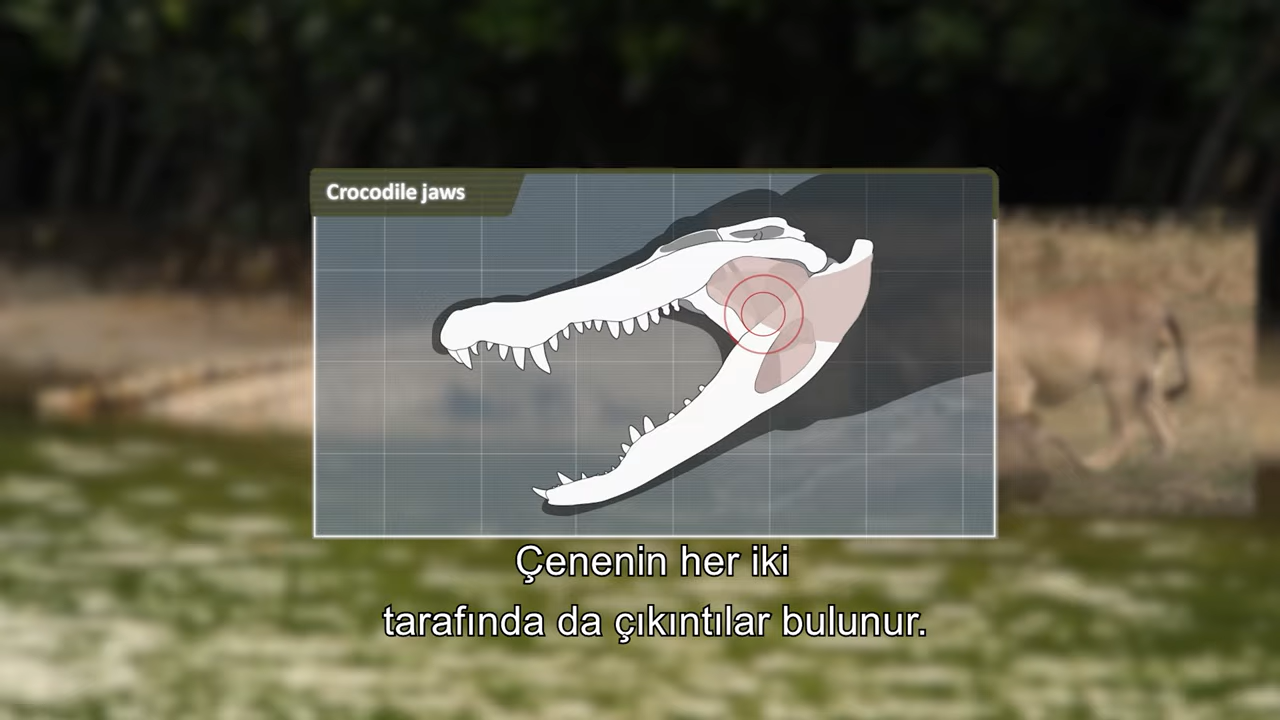 Crocodile jaws
Çenenin her iki
tarafında da çıkıntılar bulunur.